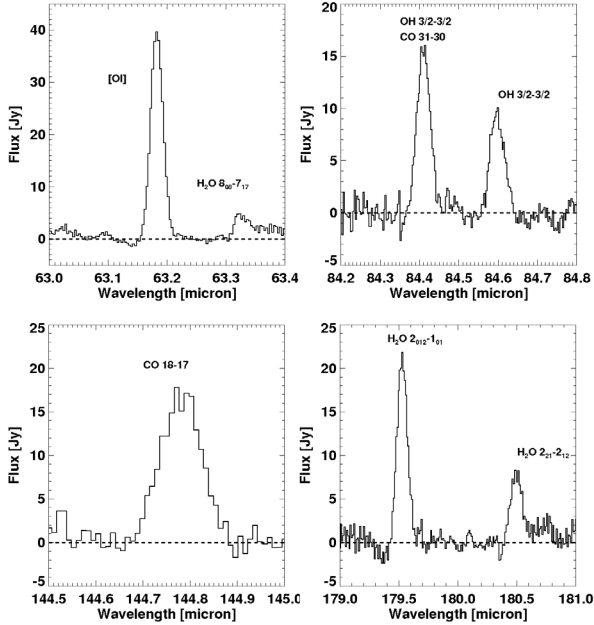 40
30
20
10
0
Flux [Jy]
[OI]
H₂O 8₀₈-7₁₇
63.0 63.1 63.2 63.3 63.4
Wavelength [micron]
20
15
10
5
0
-5
Flux [Jy]
OH 3/2-3/2
CO 31-30
OH 3/2-3/2
84.2 84.3 84.4 84.5 84.6 84.7 84.8
Wavelength [micron]
25
20
15
10
5
0
-5
Flux [Jy]
CO 18-17
144.5 144.6 144.7 144.8 144.9 145.0
Wavelength [micron]
25
20
15
10
5
0
-5
Flux [Jy]
H₂O 2₀₁₂-1₀₁
H₂O 2₂₁-2₁₂
179.0 179.5 180.0 180.5 181.0
Wavelength [micron]